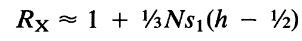 R_X ≈ 1 + ⅓Ns₁(h − ½)